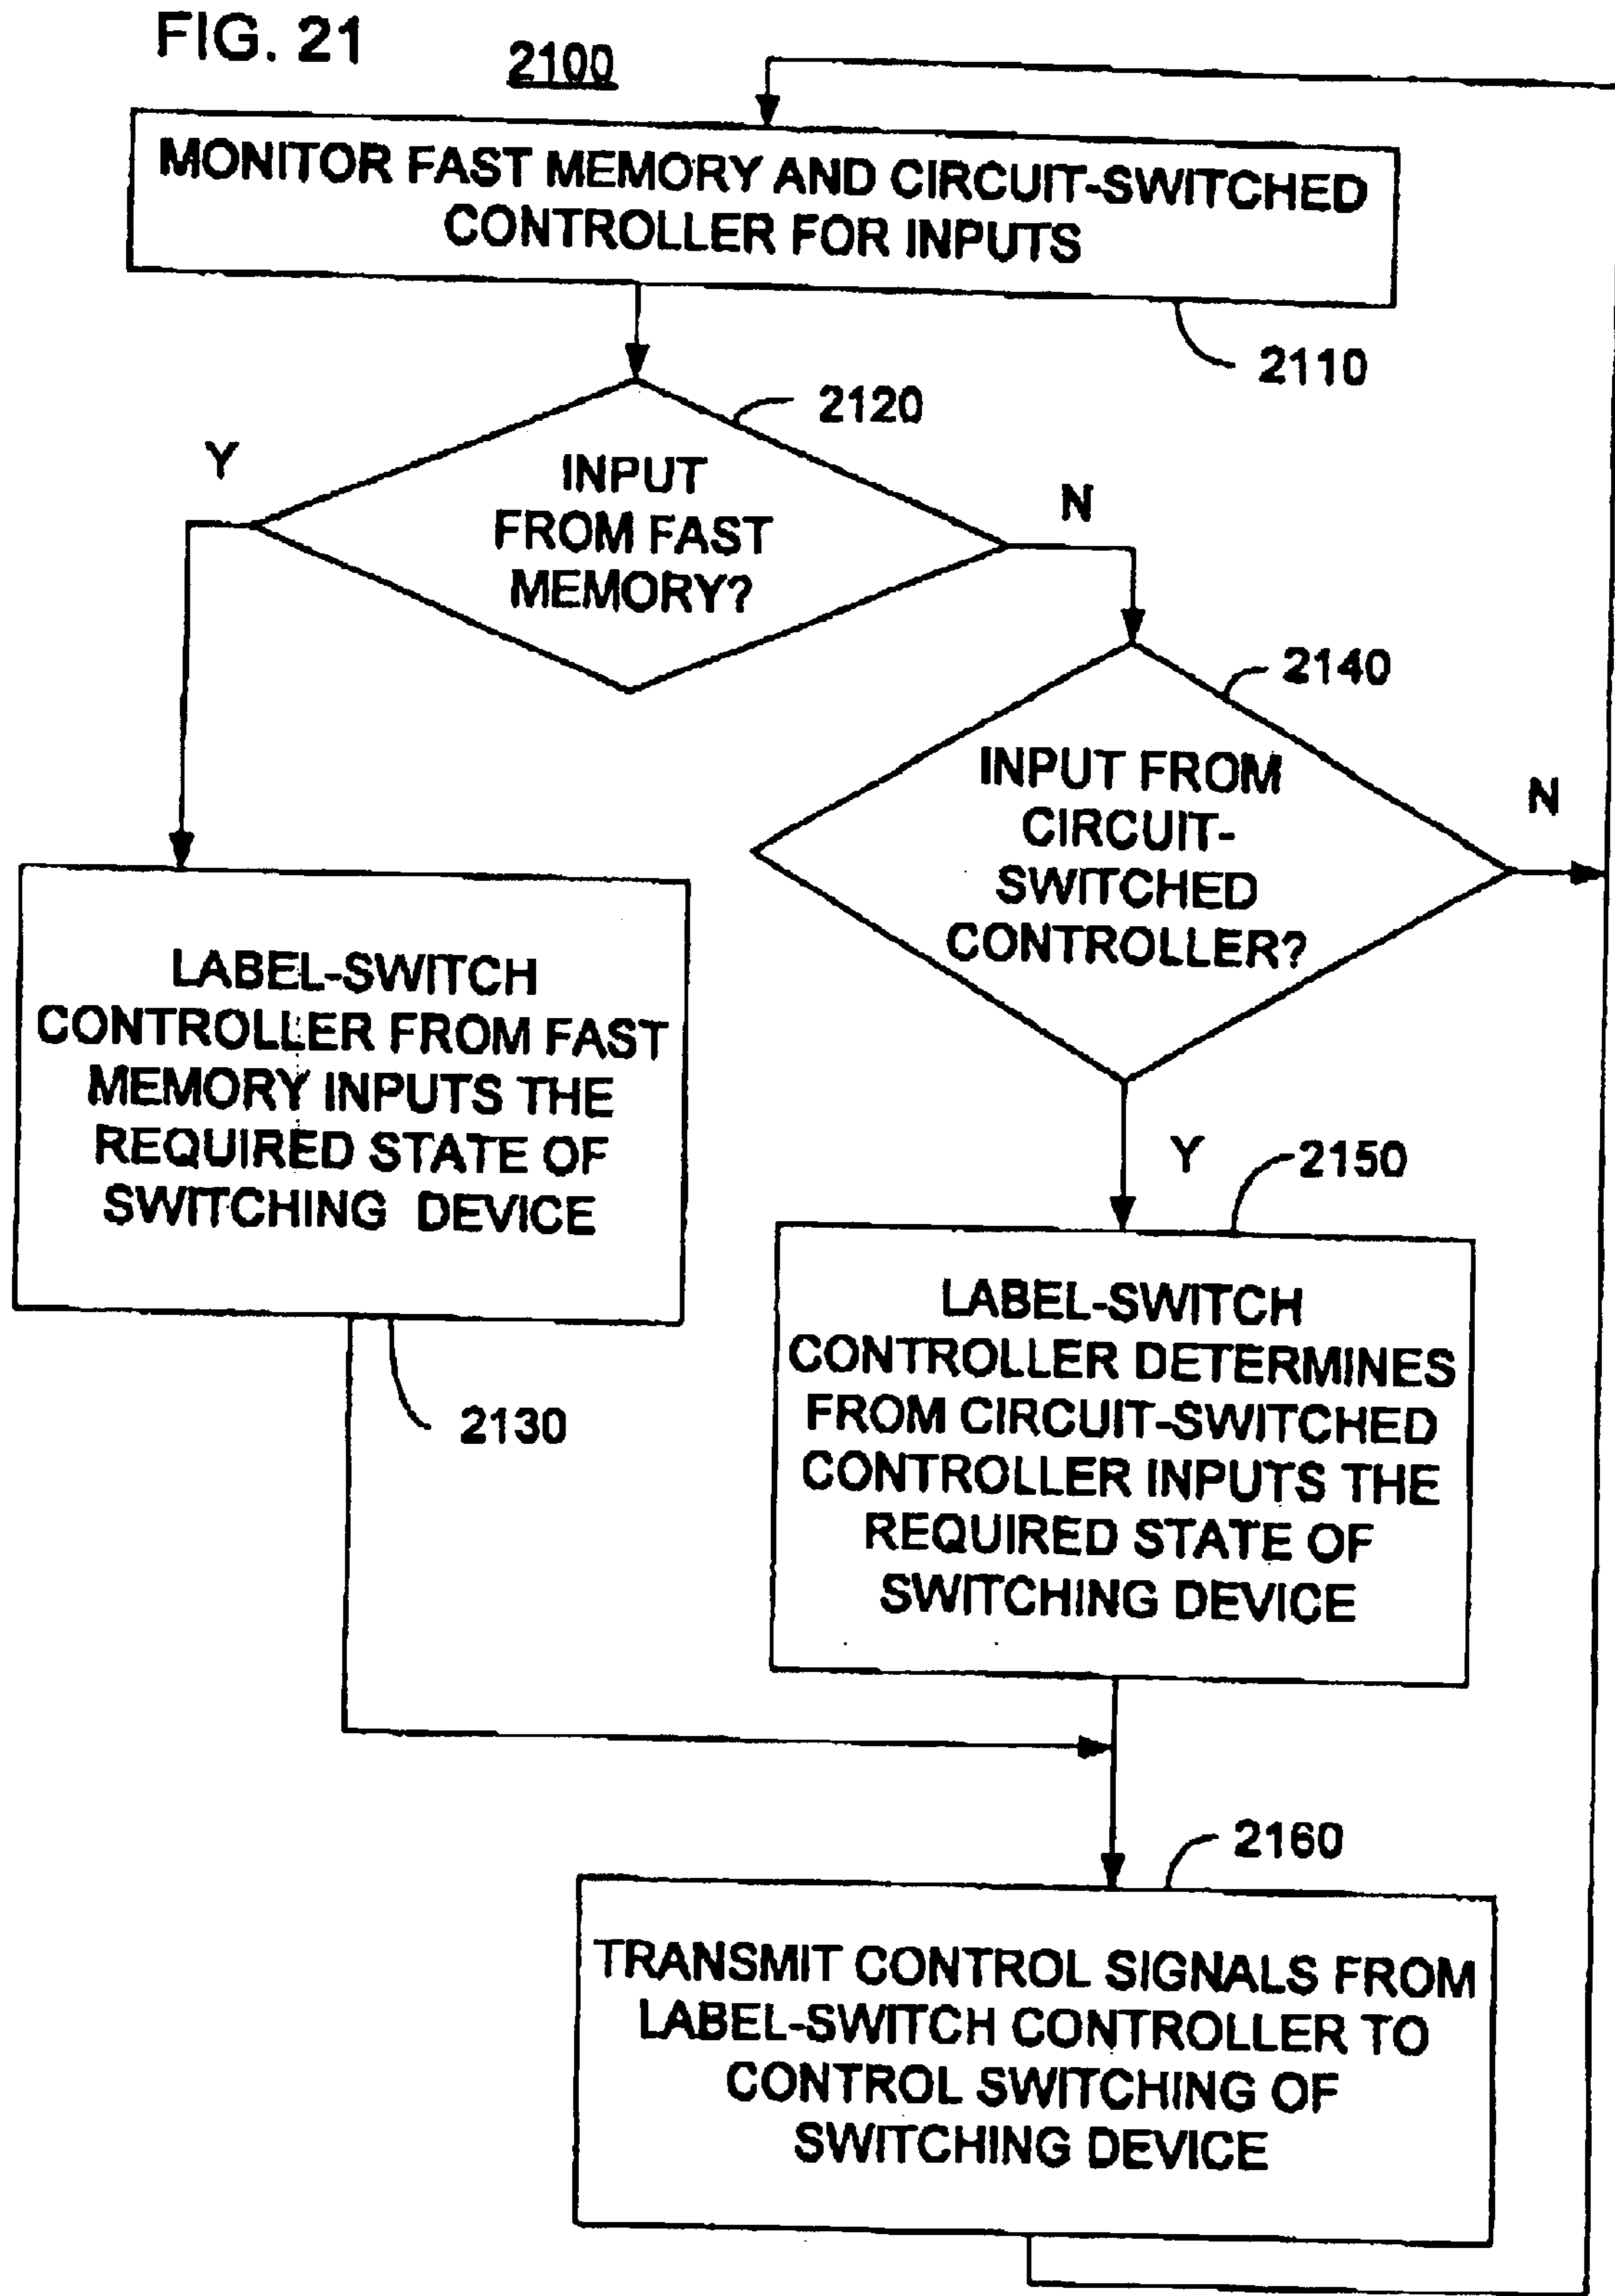 FIG. 21
2100
MONITOR FAST MEMORY AND CIRCUIT-SWITCHED
CONTROLLER FOR INPUTS
2110
2120
Y
INPUT
FROM FAST
MEMORY?
N
2140
INPUT FROM
CIRCUIT-
SWITCHED
CONTROLLER?
N
LABEL-SWITCH
CONTROLLER FROM FAST
MEMORY INPUTS THE
REQUIRED STATE OF
SWITCHING DEVICE
2130
Y
2150
LABEL-SWITCH
CONTROLLER DETERMINES
FROM CIRCUIT-SWITCHED
CONTROLLER INPUTS THE
REQUIRED STATE OF
SWITCHING DEVICE
2160
TRANSMIT CONTROL SIGNALS FROM
LABEL-SWITCH CONTROLLER TO
CONTROL SWITCHING OF
SWITCHING DEVICE